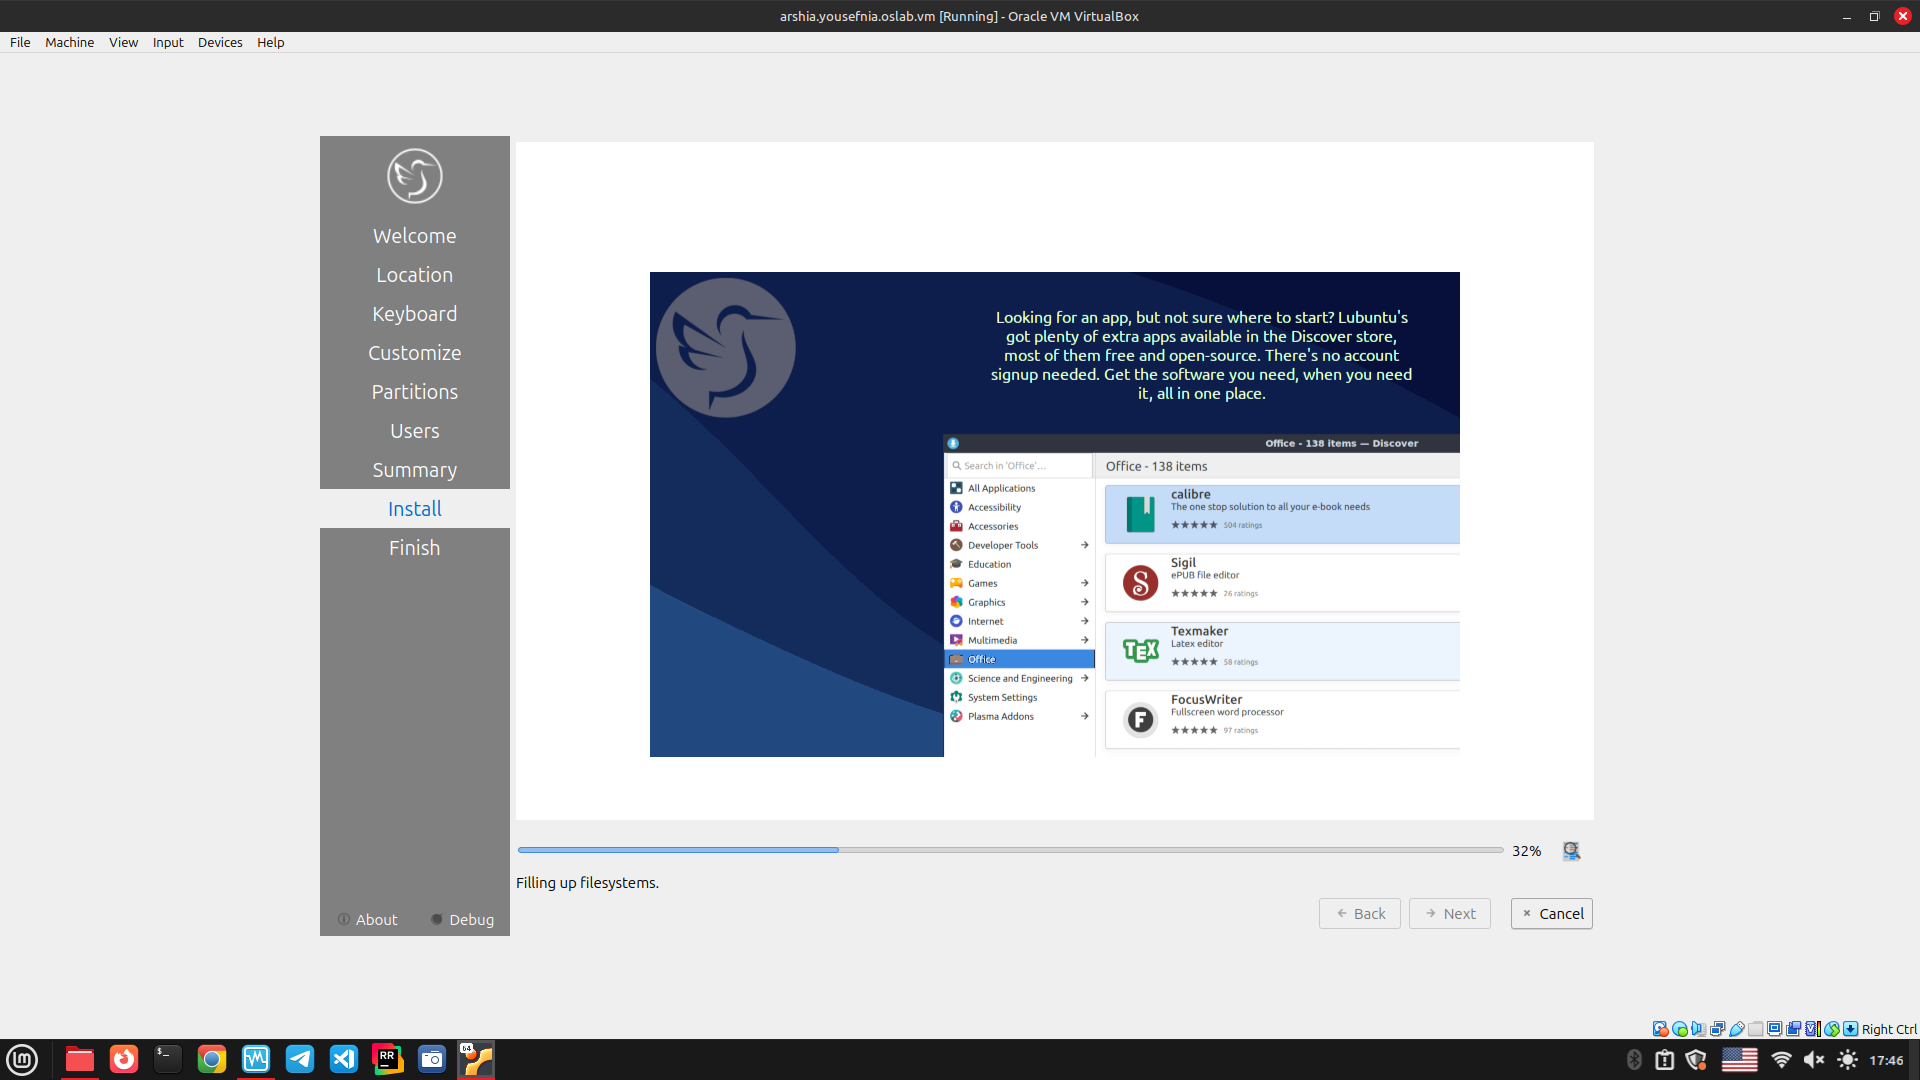 arshia.yousefnia.oslab.vm [Running] - Oracle VM VirtualBox
File Machine View Input Devices Help
Welcome
Location
Keyboard
Customize
Partitions
Users
Summary
Install
Finish
About Debug
Looking for an app, but not sure where to start? Lubuntu's
got plenty of extra apps available in the Discover store,
most of them free and open-source. There's no account
signup needed. Get the software you need, when you need
it, all in one place.
Office - 138 items — Discover
Search in 'Office'...
All Applications
Accessibility
Accessories
Developer Tools
Education
Games
Graphics
Internet
Multimedia
Office
Science and Engineering
System Settings
Plasma Addons
Office - 138 items
calibre
The one stop solution to all your e-book needs
504 ratings
Sigil
ePUB file editor
26 ratings
TEX
Texmaker
Latex editor
58 ratings
F
FocusWriter
Fullscreen word processor
97 ratings
32%
Filling up filesystems.
Back Next Cancel
Right Ctrl
RR
64
17:46